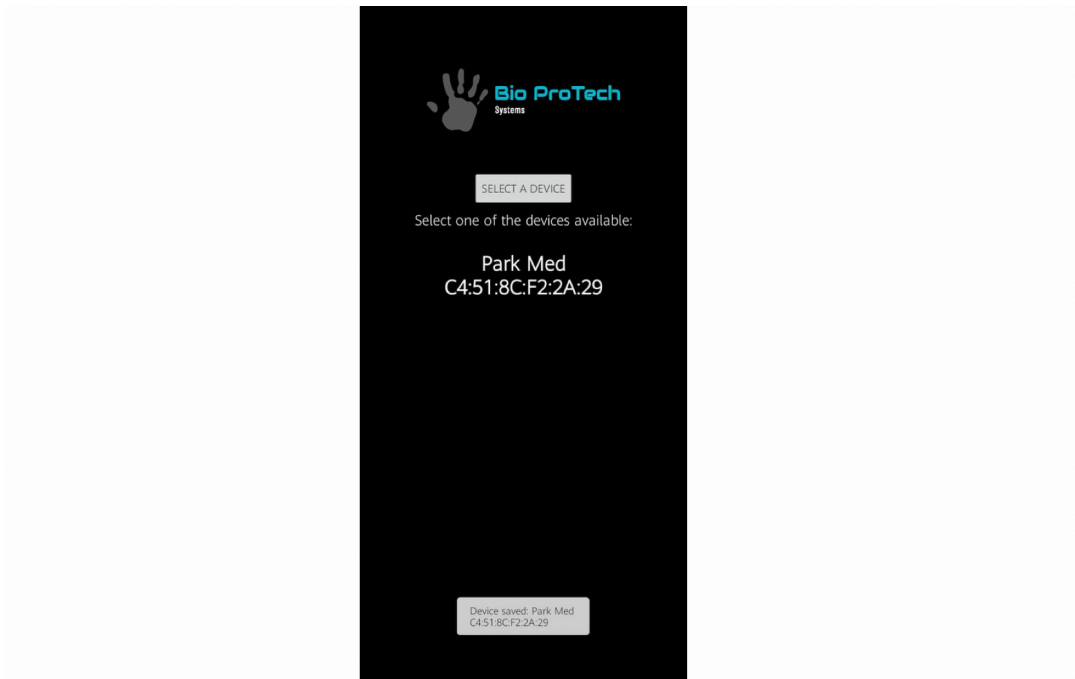 Bio ProTech
Systems
SELECT A DEVICE
Select one of the devices available:
Park Med
C4:51:8C:F2:2A:29
Device saved: Park Med
C4:51:8C:F2:2A:29